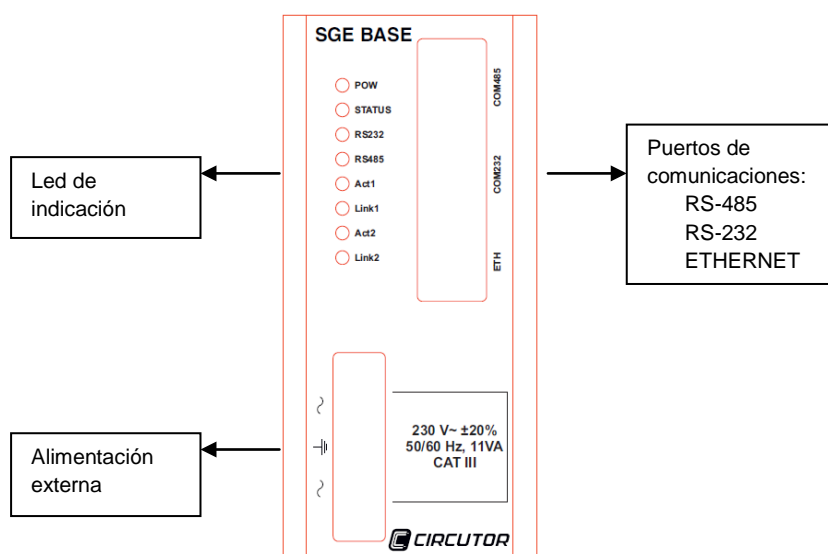 SGE BASE
POW
STATUS
RS232
RS485
Act1
Link1
Act2
Link2
COM485
COM232
ETH
Led de
indicación
Puertos de
comunicaciones:
RS-485
RS-232
ETHERNET
Alimentación
externa
230 V~ ±20%
50/60 Hz, 11VA
CAT III
CIRCUTOR